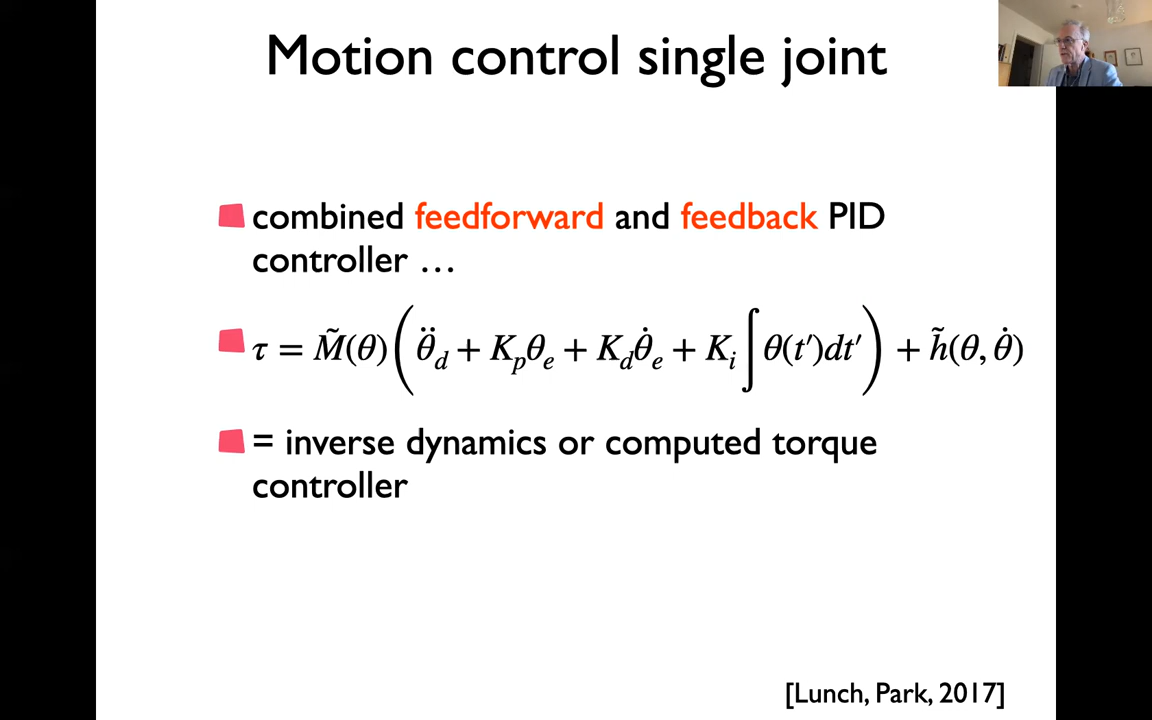 Motion control single joint
combined feedforward and feedback PID
controller …
τ = M̃(θ)(θ̈_d + K_pθ_e + K_dθ̇_e + K_i∫θ(t′)dt′) + h̃(θ, θ̇)
= inverse dynamics or computed torque
controller
[Lunch, Park, 2017]